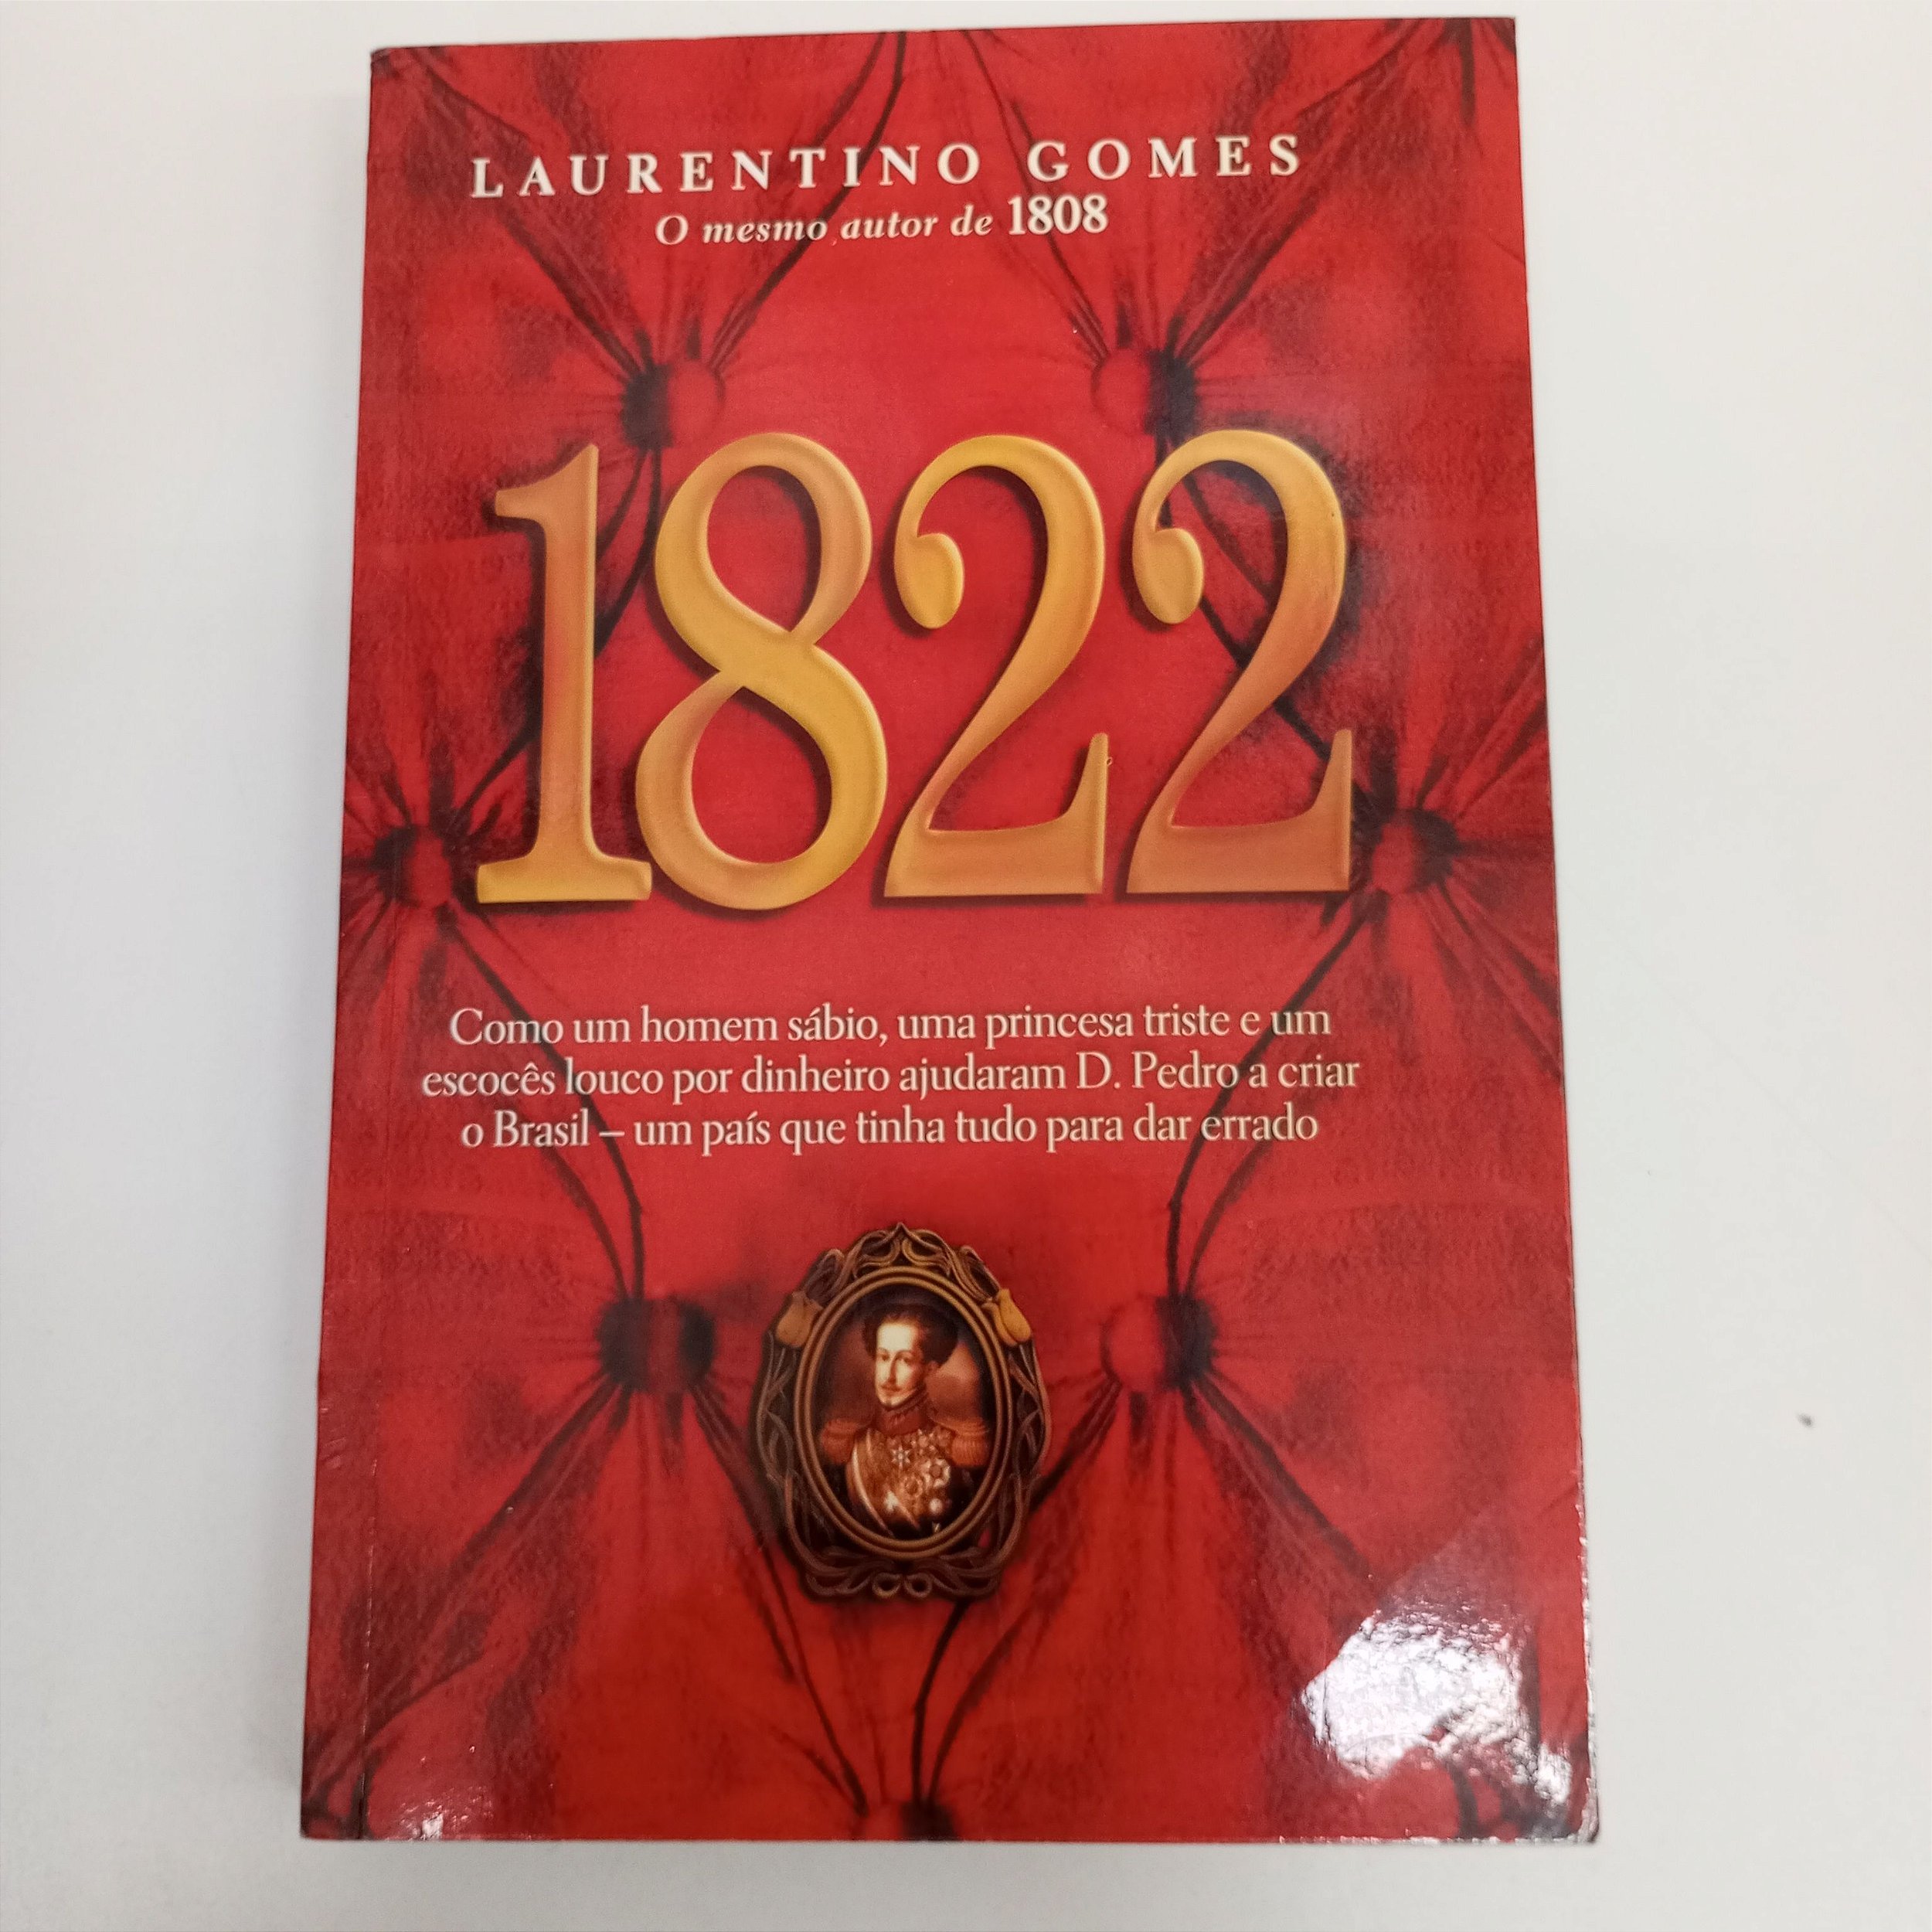 LAURENTINO GOMES
O mesmo autor de 1808
1822
Como um homem sábio, uma princesa triste e um
escocês louco por dinheiro ajudaram D. Pedro a criar
o Brasil – um país que tinha tudo para dar errado